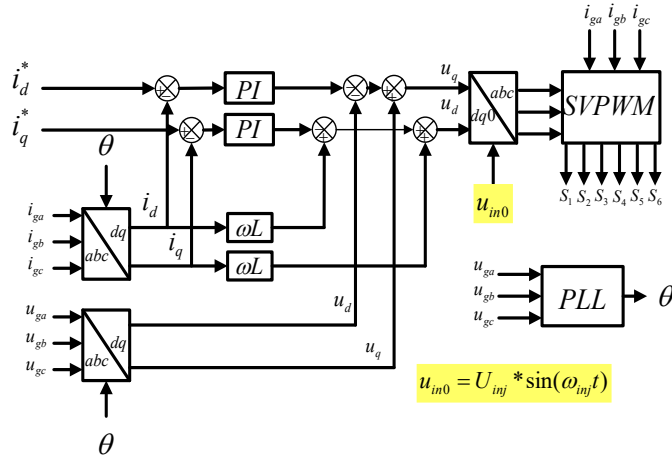 i_ga i_gb i_gc
i_d^*
PI
u_q
abc
dq0
SVPWM
i_q^*
PI
u_d
θ
S_1 S_2 S_3 S_4 S_5 S_6
i_d
u_in0
i_ga
i_gb
i_gc
dq
abc
i_q
ωL
ωL
u_ga
u_gb
u_gc
PLL
θ
u_d
u_ga
u_gb
u_gc
dq
abc
u_q
u_in0 = U_inj * sin(ω_inj t)
θ